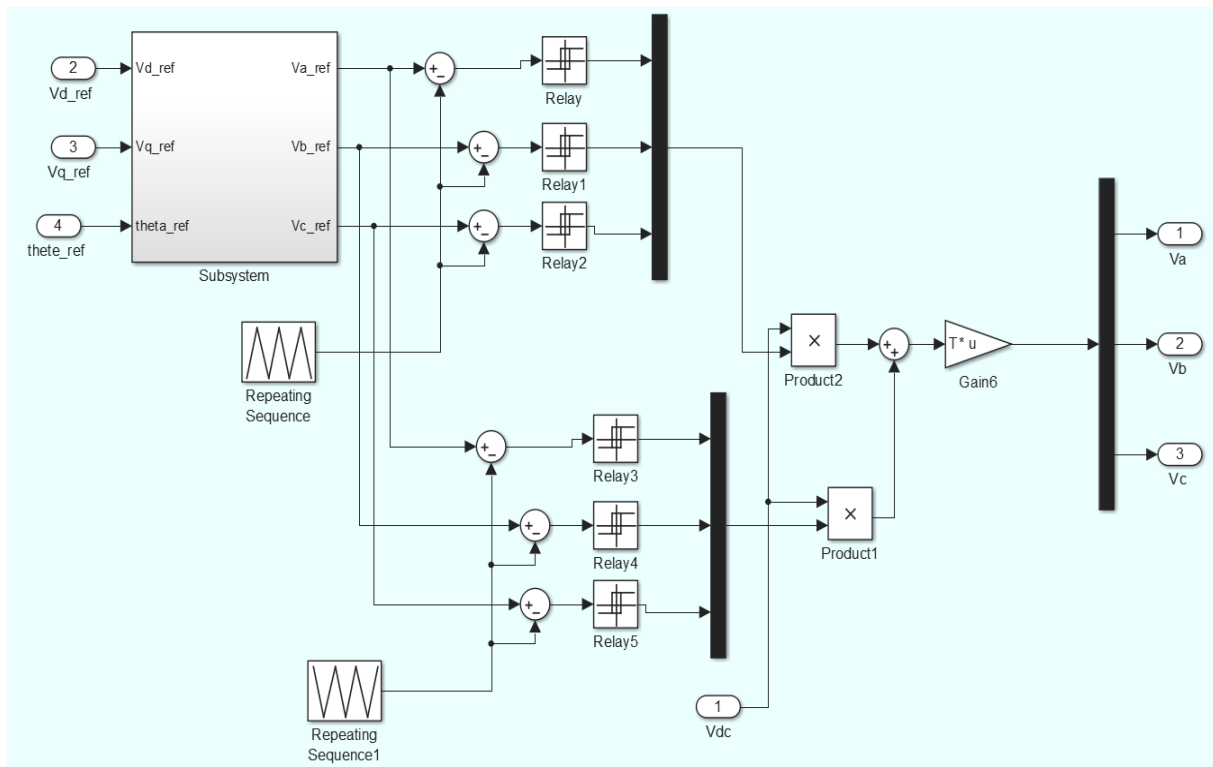 2
Vd_ref
3
Vq_ref
4
thete_ref
Vd_ref
Va_ref
Vq_ref
Vb_ref
theta_ref
Vc_ref
Subsystem
+
−
Relay
+
−
Relay1
+
−
Relay2
Repeating
Sequence
+
−
Relay3
+
−
Relay4
+
−
Relay5
Repeating
Sequence1
×
Product2
×
Product1
1
Vdc
+
+
T* u
Gain6
1
Va
2
Vb
3
Vc